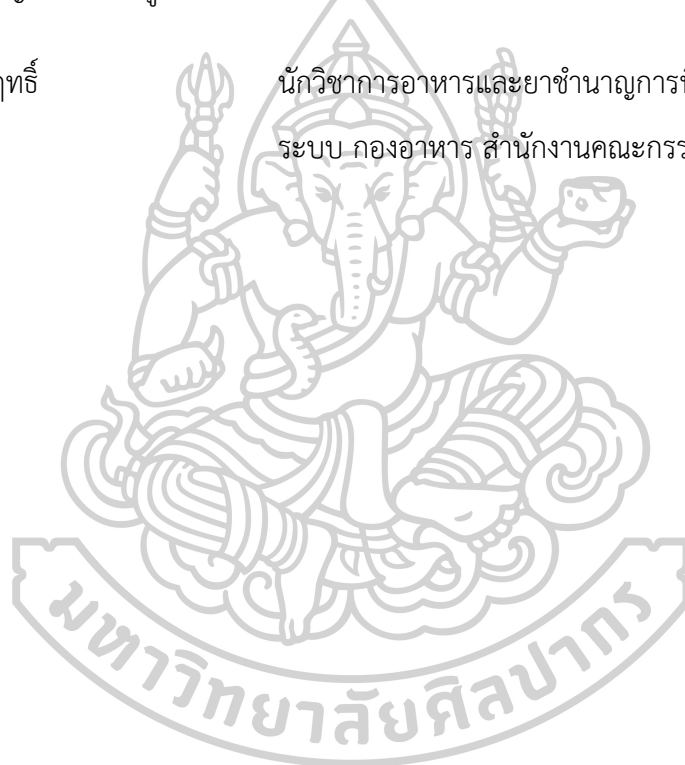 ฤทธิ์ นักวิชาการอาหารและยาชำนาญการ
ระบบ กองอาหาร สำนักงานคณะกรร
มหาวิทยาลัยศิลปากร